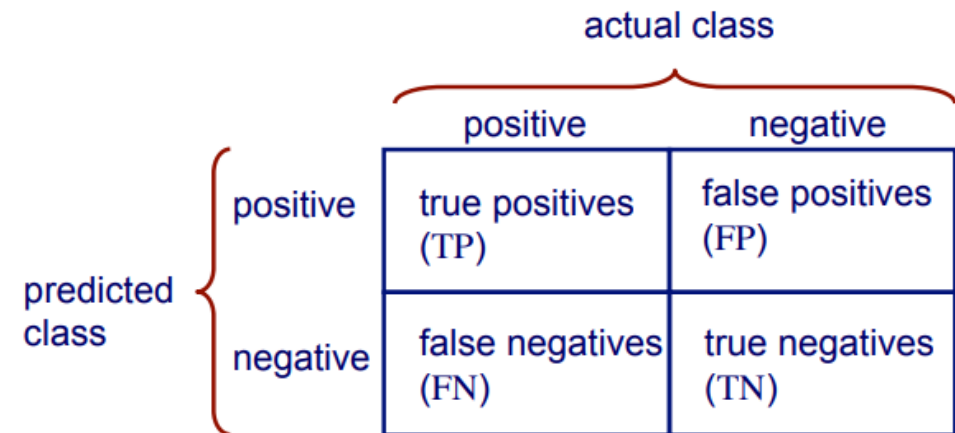 actual class
positive negative
positive true positives false positives
(TP) (FP)
predicted
class
negative false negatives true negatives
(FN) (TN)